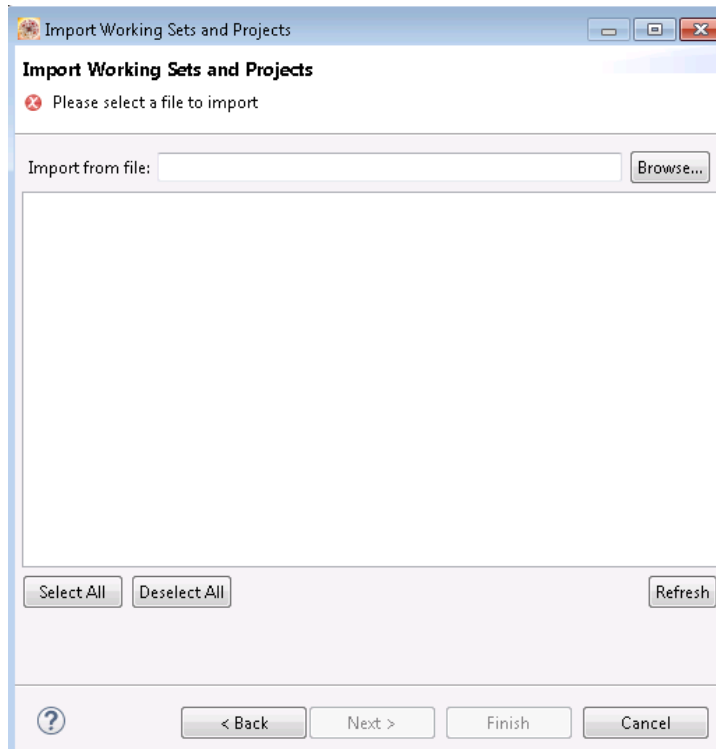 Import Working Sets and Projects
Import Working Sets and Projects
Please select a file to import
Import from file: Browse...
Select All Deselect All Refresh
? < Back Next > Finish Cancel